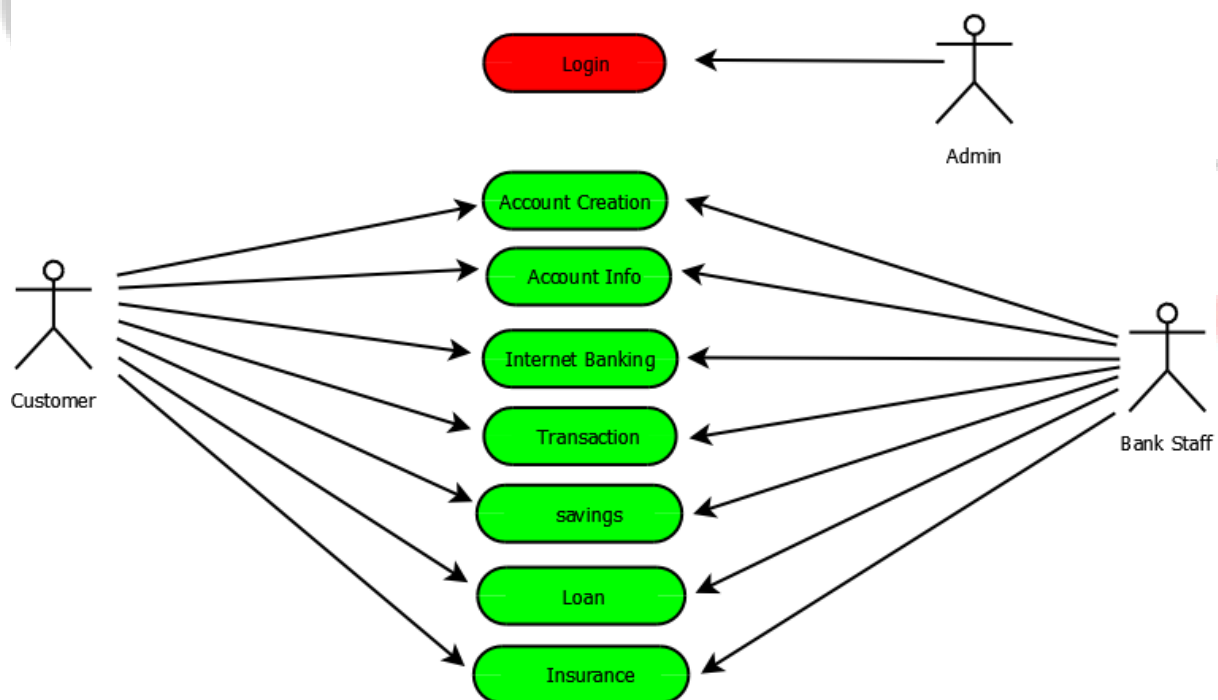 Login
Admin
Account Creation
Account Info
Customer
Internet Banking
Transaction
Bank Staff
savings
Loan
Insurance